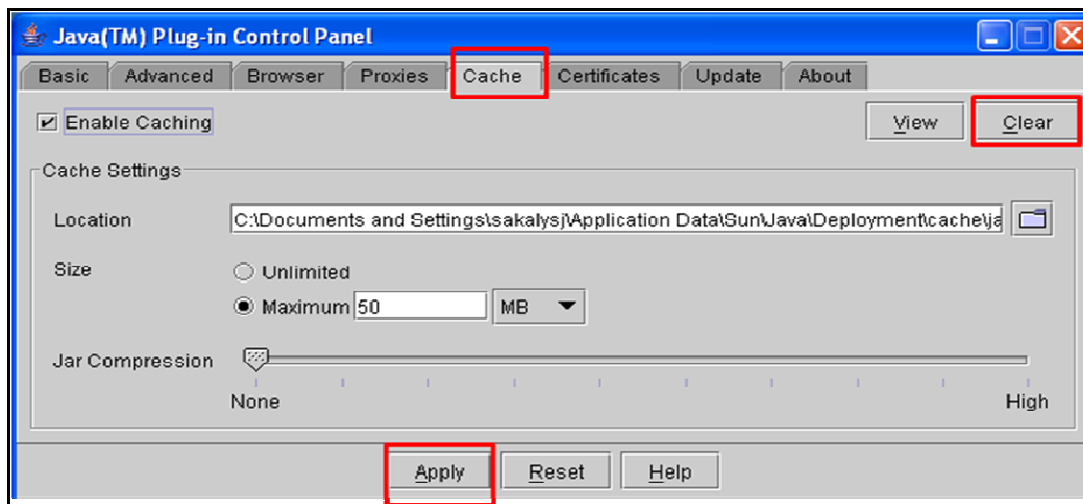 Java(TM) Plug-in Control Panel
Basic Advanced Browser Proxies Cache Certificates Update About
Enable Caching View Clear
Cache Settings
Location C:\Documents and Settings\sakalysj\Application Data\Sun\Java\Deployment\cache\ja
Size Unlimited
Maximum 50 MB
Jar Compression
None High
Apply Reset Help